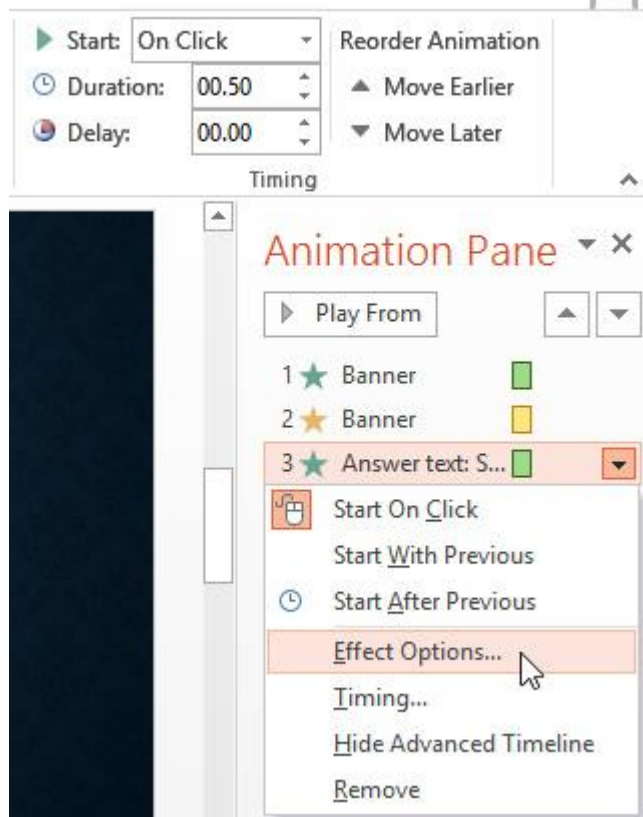 Start: On Click Reorder Animation
Duration: 00.50 Move Earlier
Delay: 00.00 Move Later
Timing
Animation Pane
Play From
1 Banner
2 Banner
3 Answer text: S...
Start On Click
Start With Previous
Start After Previous
Effect Options...
Timing...
Hide Advanced Timeline
Remove